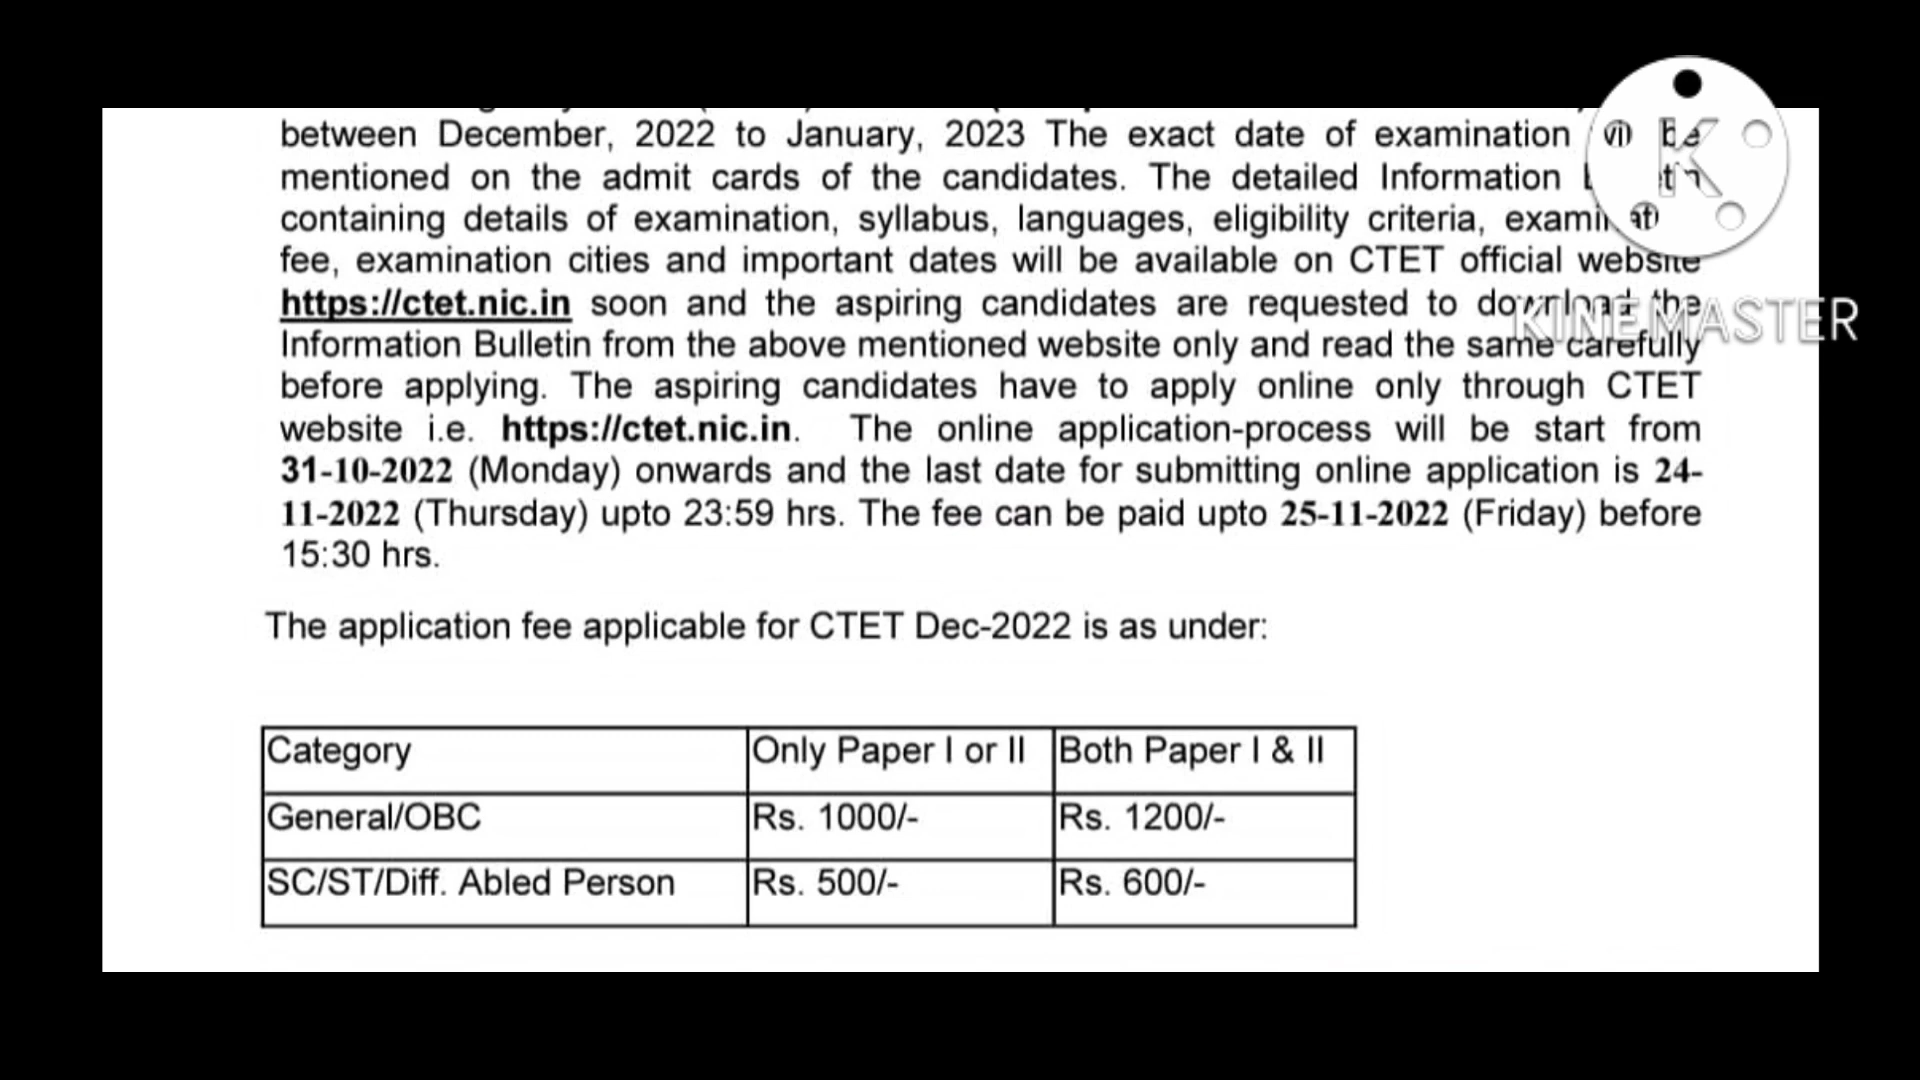 between December, 2022 to January, 2023 The exact date of examination
mentioned on the admit cards of the candidates. The detailed Information
containing details of examination, syllabus, languages, eligibility criteria,
fee, examination cities and important dates will be available on CTET official website
https://ctet.nic.in soon and the aspiring candidates are requested to download the
Information Bulletin from the above mentioned website only and read the same carefully
before applying. The aspiring candidates have to apply online only through CTET
website i.e. https://ctet.nic.in. The online application-process will be start from
31-10-2022 (Monday) onwards and the last date for submitting online application is 24-
11-2022 (Thursday) upto 23:59 hrs. The fee can be paid upto 25-11-2022 (Friday) before
15:30 hrs.
The application fee applicable for CTET Dec-2022 is as under:
Category Only Paper I or II Both Paper I & II
General/OBC Rs. 1000/- Rs. 1200/-
SC/ST/Diff. Abled Person Rs. 500/- Rs. 600/-
K
KINEMASTER